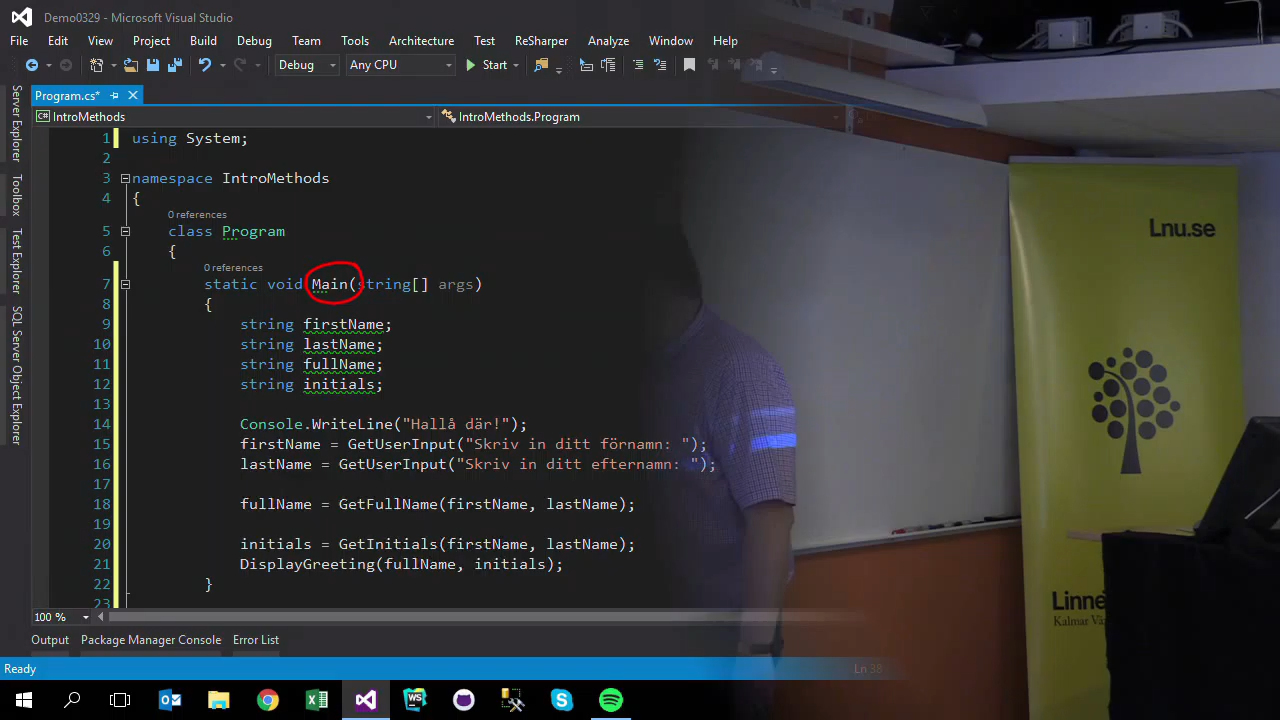 Demo0329 - Microsoft Visual Studio
File Edit View Project Build Debug Team Tools Architecture Test ReSharper Analyze Window Help
Debug Any CPU Start
Program.cs*
IntroMethods IntroMethods.Program
Server Explorer
Toolbox
Test Explorer
SQL Server Object Explorer
1 using System;
2
3 namespace IntroMethods
4 {
0 references
5 class Program
6 {
0 references
7 static void Main(string[] args)
8 {
9 string firstName;
10 string lastName;
11 string fullName;
12 string initials;
13
14 Console.WriteLine("Hallå där!");
15 firstName = GetUserInput("Skriv in ditt förnamn: ");
16 lastName = GetUserInput("Skriv in ditt efternamn: ");
17
18 fullName = GetFullName(firstName, lastName);
19
20 initials = GetInitials(firstName, lastName);
21 DisplayGreeting(fullName, initials);
22 }
23
100 %
Output Package Manager Console Error List
Ready Ln 38
Lnu.se
Linné
Kalmar Vä